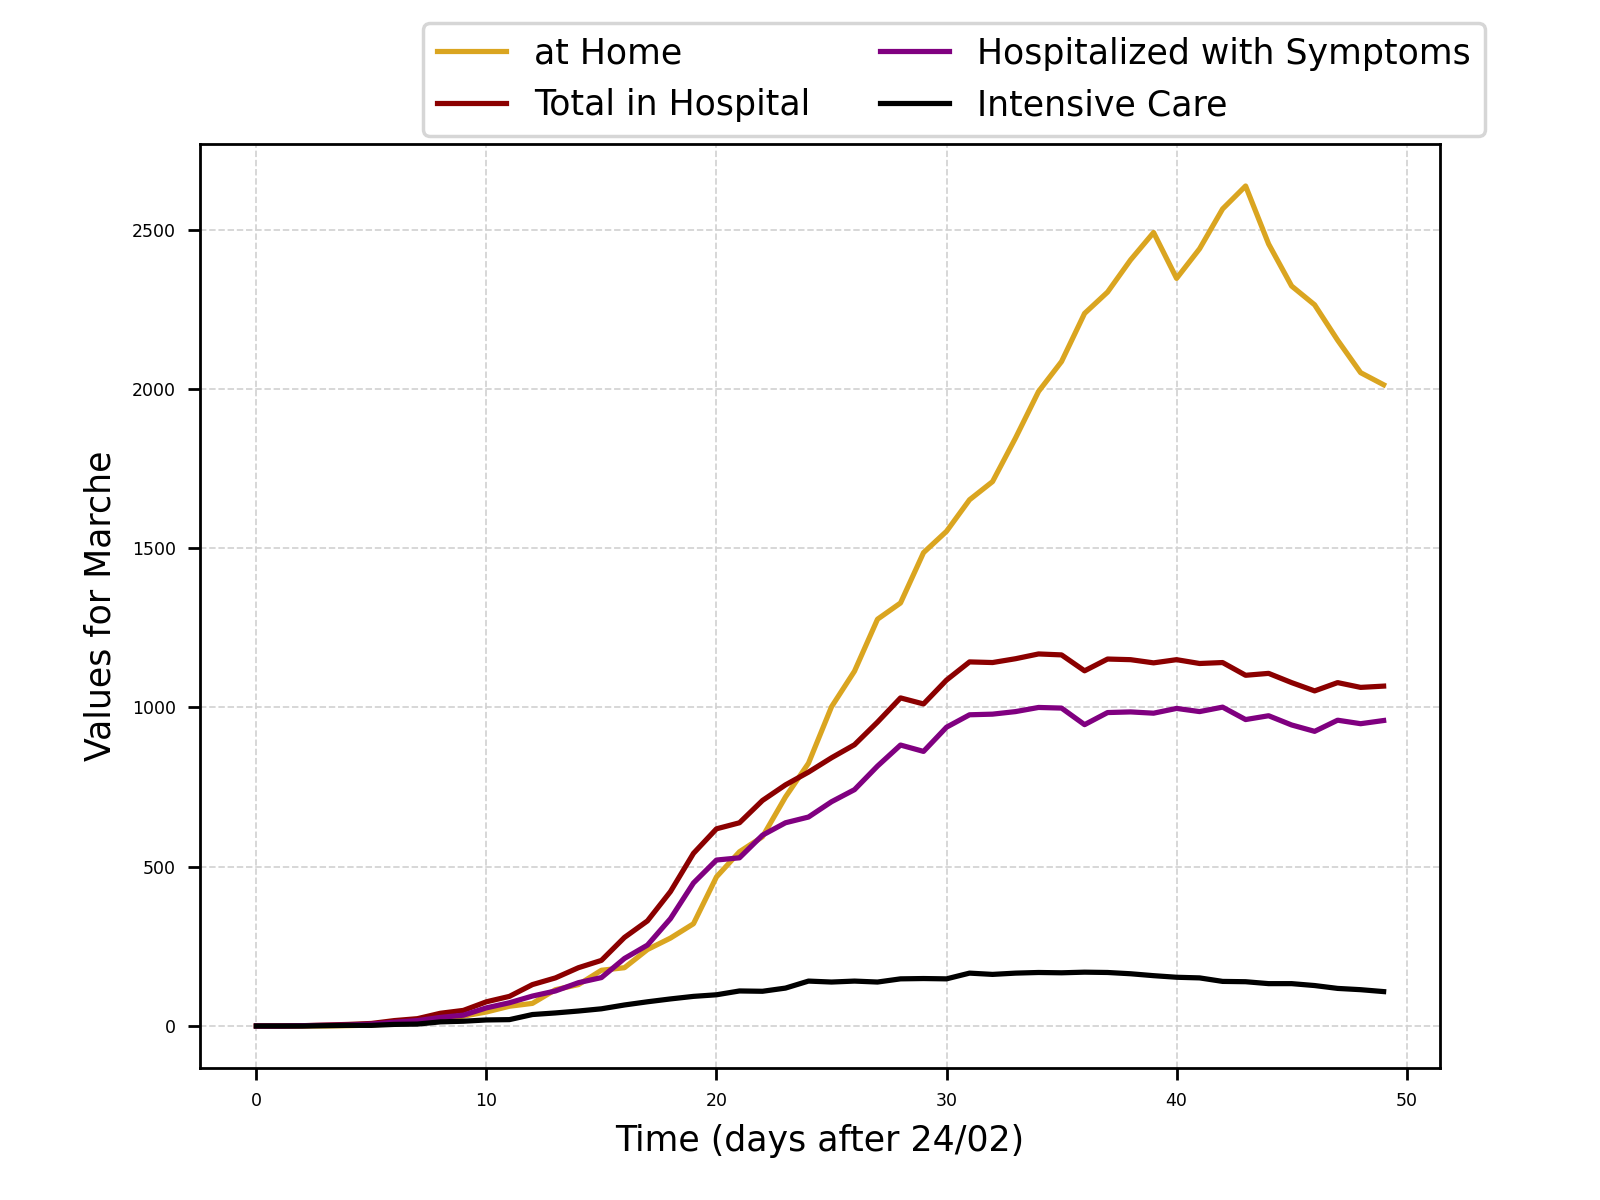 at Home
Total in Hospital
Hospitalized with Symptoms
Intensive Care
Values for Marche
2500
2000
1500
1000
500
0
0 10 20 30 40 50
Time (days after 24/02)